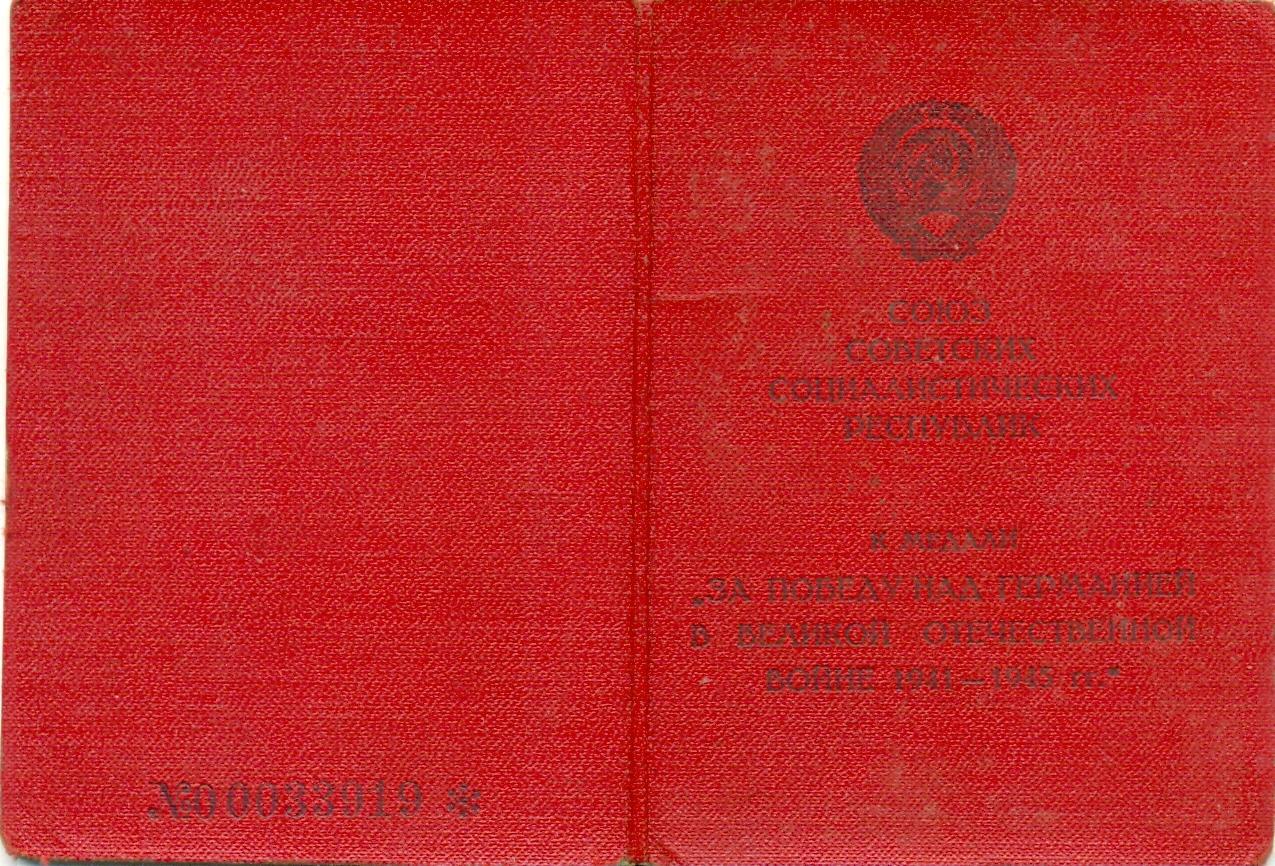 СОЮЗ
СОВЕТСКИХ
СОЦИАЛИСТИЧЕСКИХ
РЕСПУБЛИК
К МЕДАЛИ
„ЗА ПОБЕДУ НАД ГЕРМАНИЕЙ
В ВЕЛИКОЙ ОТЕЧЕСТВЕННОЙ
ВОЙНЕ 1941—1945 гг."
№00033919 *